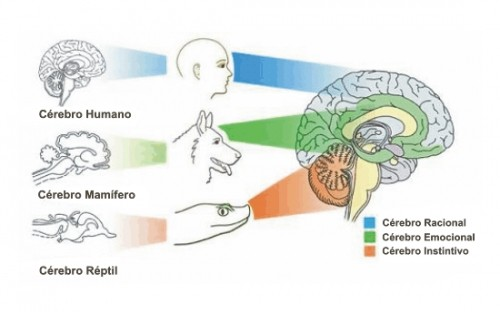 Cérebro Humano
Cérebro Mamífero
Cérebro Réptil
Cérebro Racional
Cérebro Emocional
Cérebro Instintivo